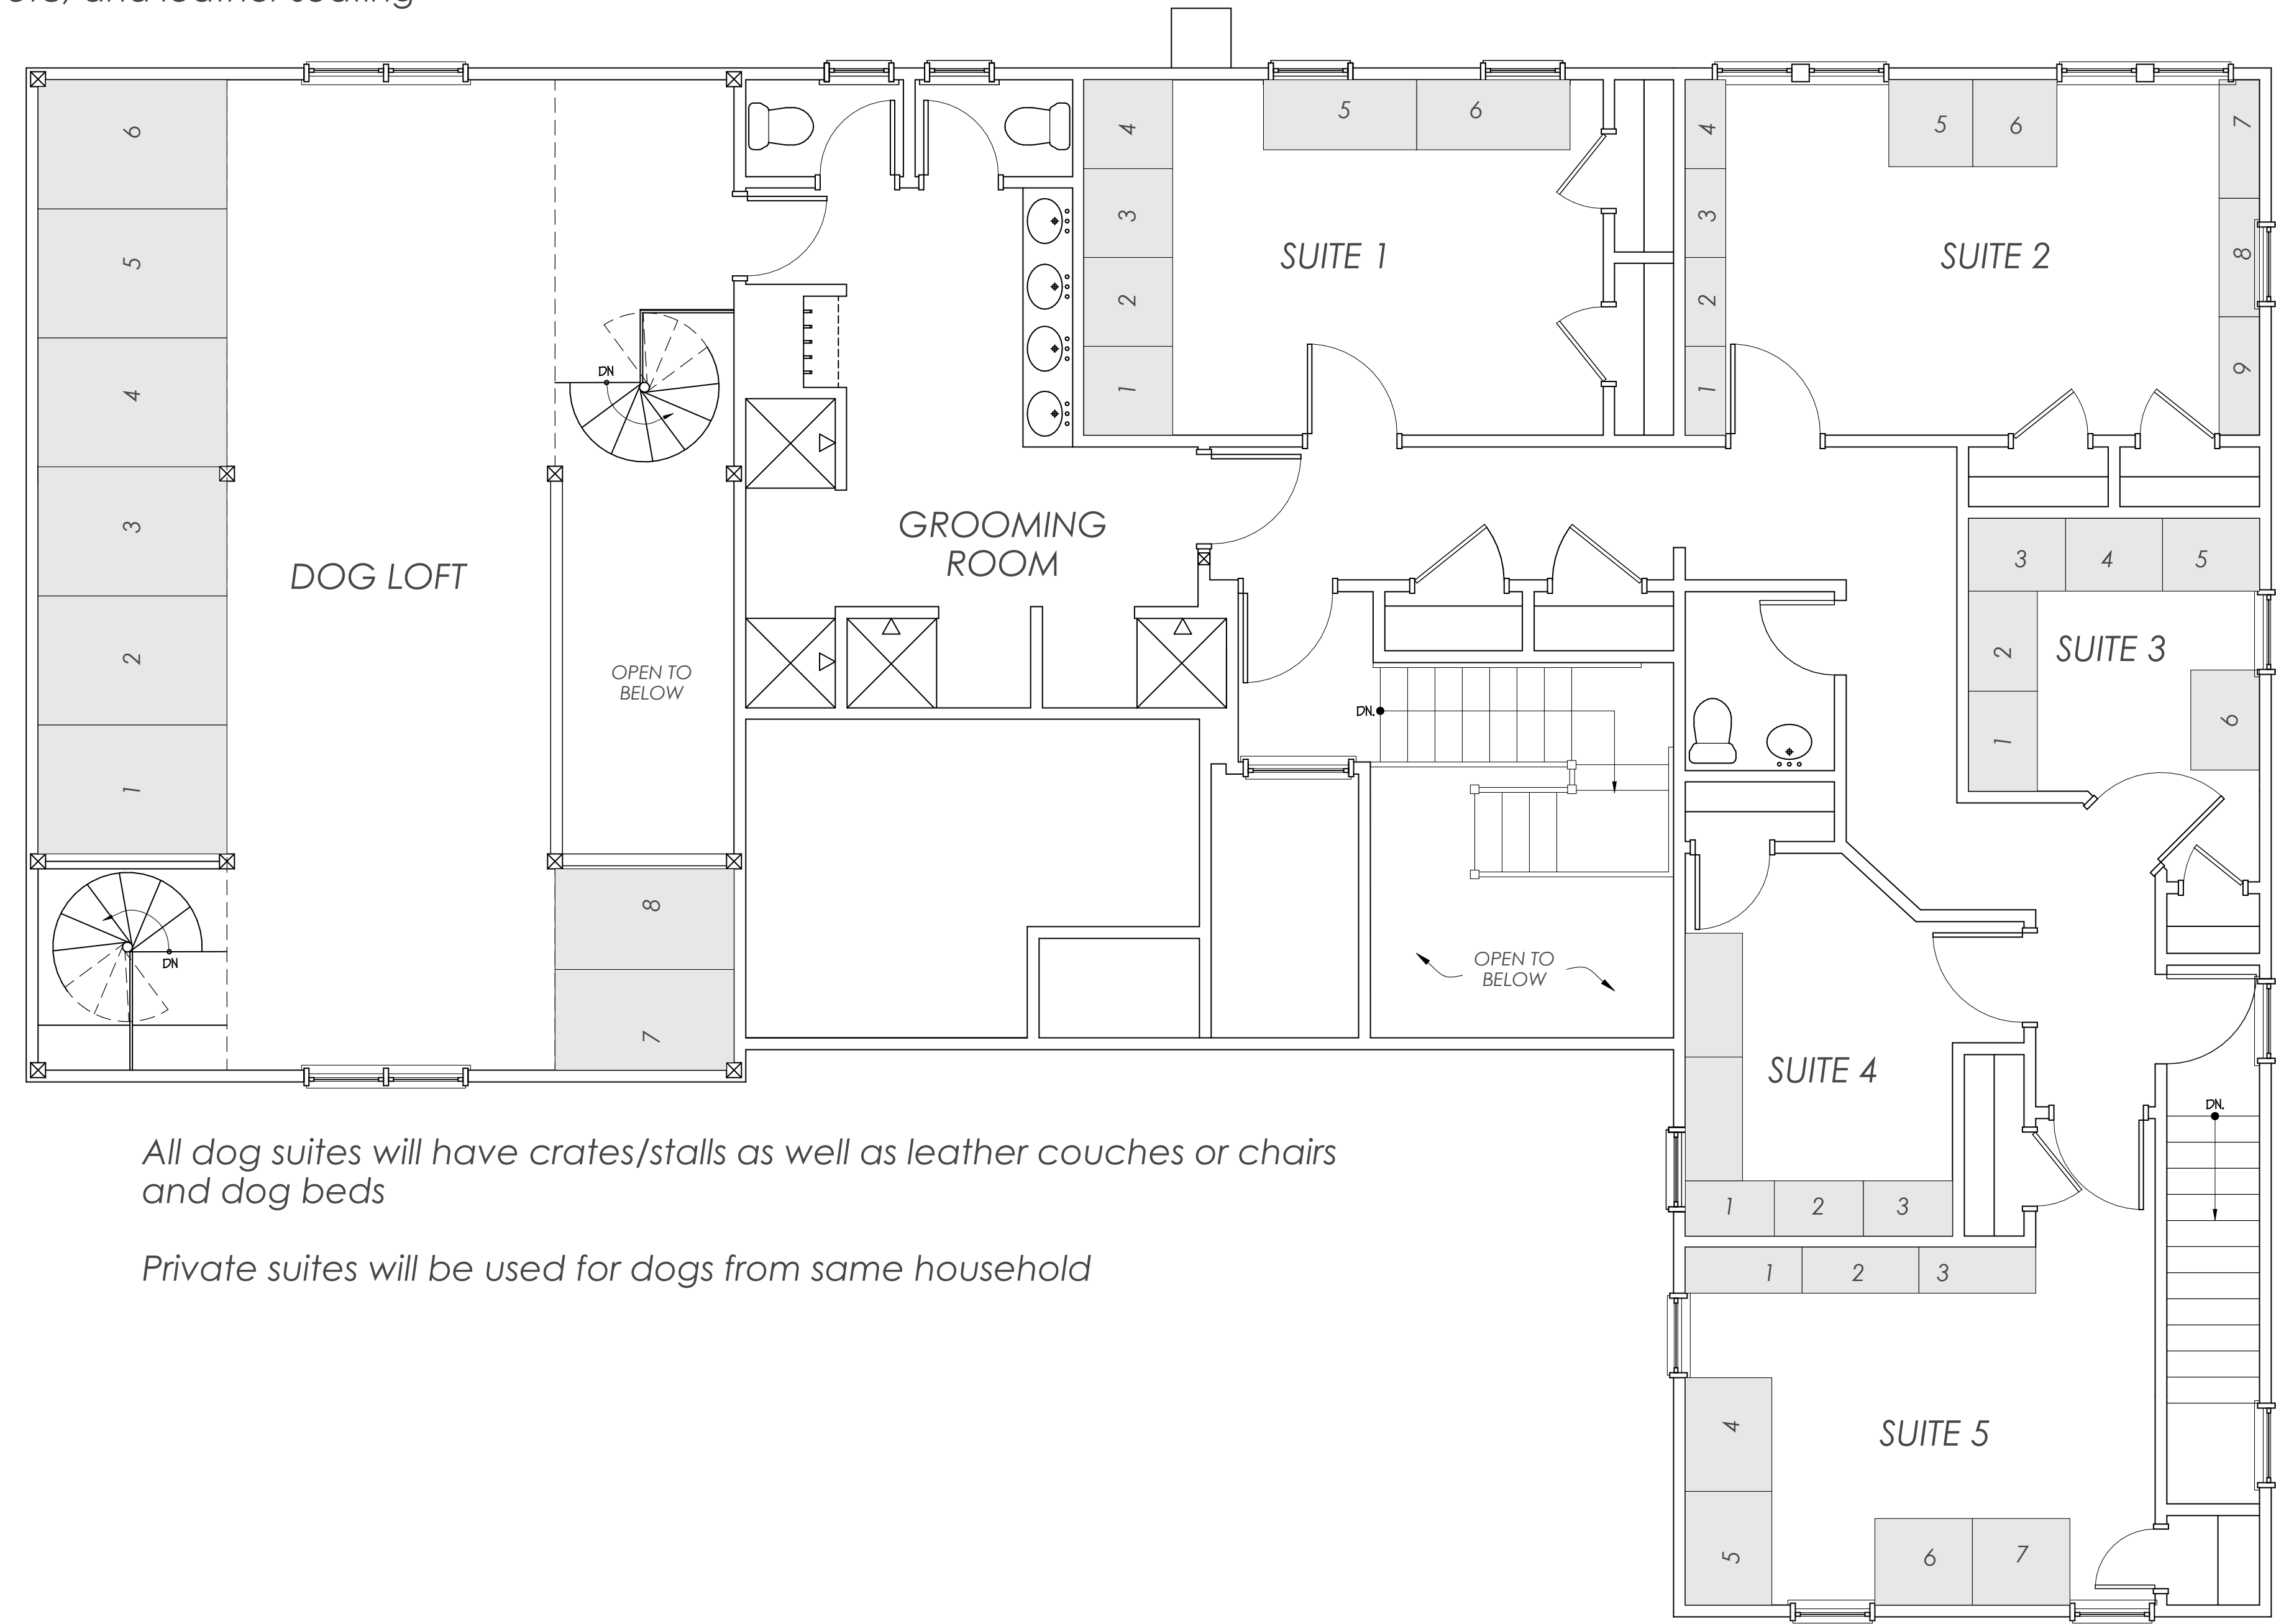 and leather seating
6
5
4
3
2
1
DOG LOFT
DN
OPEN TO
BELOW
8
7
DN
GROOMING
ROOM
4
3
2
1
5
6
SUITE 1
4
3
2
1
5
6
7
8
9
SUITE 2
3
4
5
2
1
6
SUITE 3
DN.
OPEN TO
BELOW
SUITE 4
1
2
3
DN.
1
2
3
4
5
6
7
SUITE 5
All dog suites will have crates/stalls as well as leather couches or chairs
and dog beds
Private suites will be used for dogs from same household